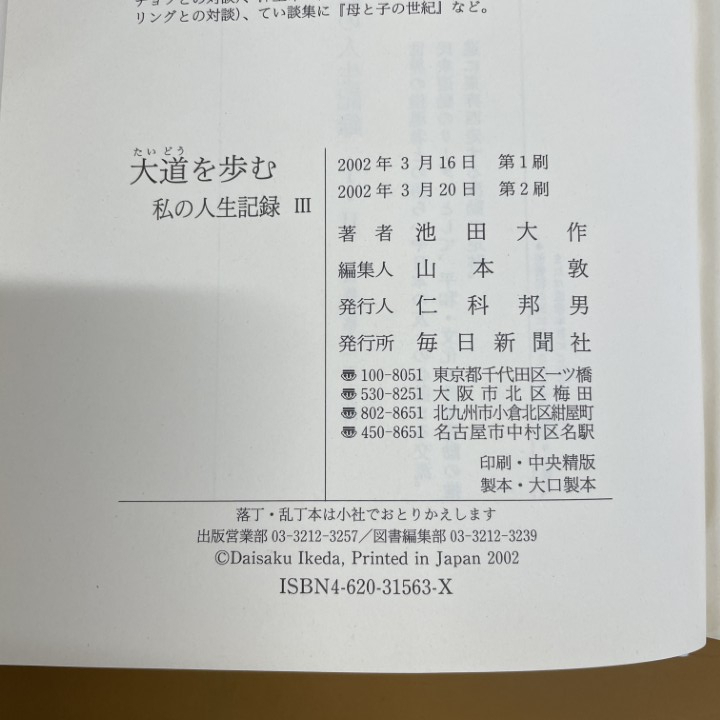 リングとの対談)、てい談集に『母と子の世紀』など。
たいどう
大道を歩む
私の人生記録 Ⅲ
2002年 3月16日 第1刷
2002年 3月20日 第2刷
著者 池田大作
編集人 山本敦
発行人 仁科邦男
発行所 毎日新聞社
〠100-8051 東京都千代田区一ツ橋
〠530-8251 大阪市北区梅田
〠802-8651 北九州市小倉北区紺屋町
〠450-8651 名古屋市中村区名駅
印刷・中央精版
製本・大口製本
落丁・乱丁本は小社でおとりかえします
出版営業部 03-3212-3257/図書編集部 03-3212-3239
©Daisaku Ikeda, Printed in Japan 2002
ISBN4-620-31563-X